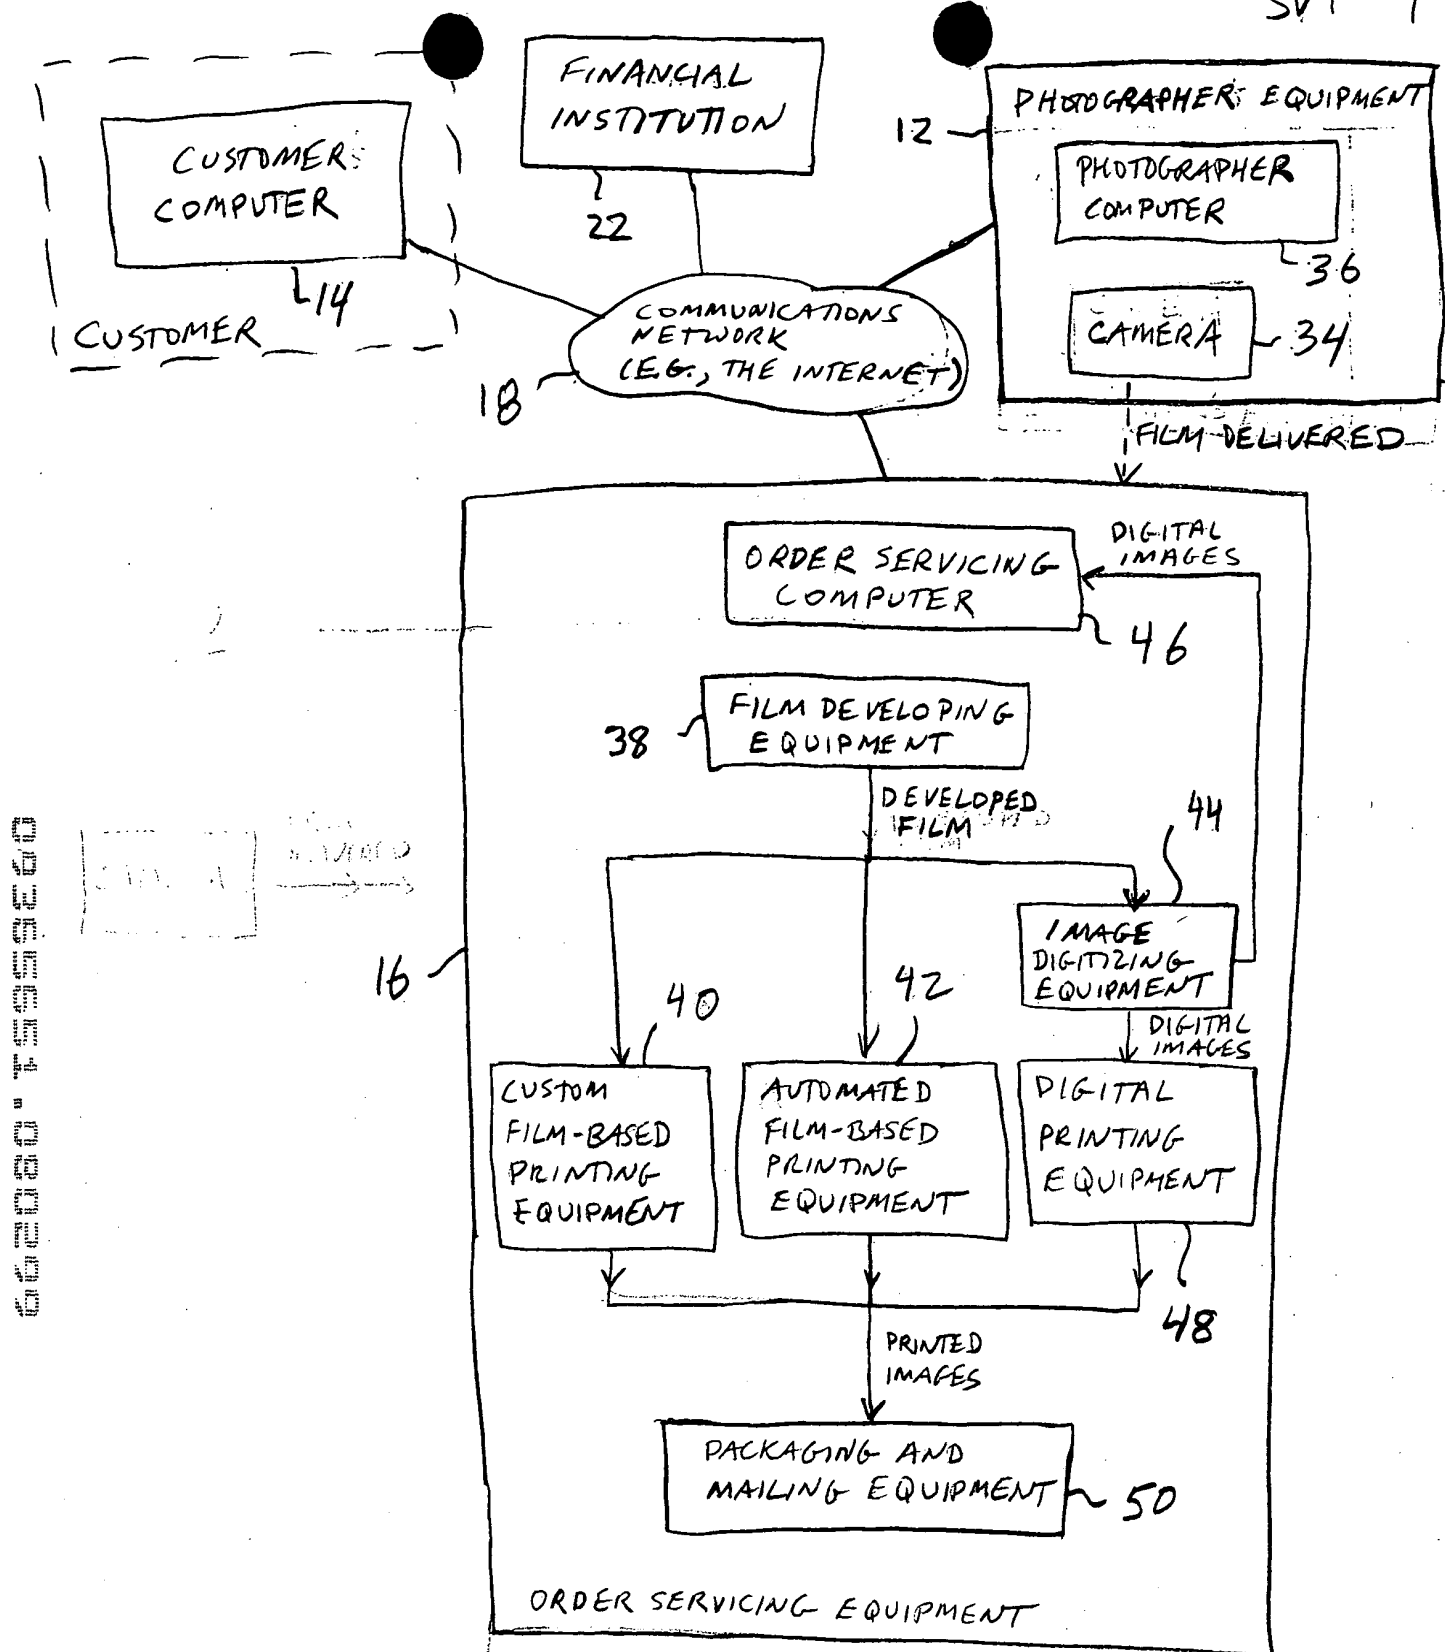 FINANCIAL
INSTITUTION
22
PHOTOGRAPHER EQUIPMENT
12
PHOTOGRAPHER
COMPUTER
36
CAMERA
34
CUSTOMER
COMPUTER
14
CUSTOMER
COMMUNICATIONS
NETWORK
(E.G., THE INTERNET)
18
FILM DELIVERED
DIGITAL
IMAGES
ORDER SERVICING
COMPUTER
46
FILM DEVELOPING
EQUIPMENT
38
DEVELOPED
FILM
44
IMAGE
DIGITIZING
EQUIPMENT
16
40
42
DIGITAL
IMAGES
CUSTOM
FILM-BASED
PRINTING
EQUIPMENT
AUTOMATED
FILM-BASED
PRINTING
EQUIPMENT
DIGITAL
PRINTING
EQUIPMENT
48
PRINTED
IMAGES
PACKAGING AND
MAILING EQUIPMENT
50
ORDER SERVICING EQUIPMENT